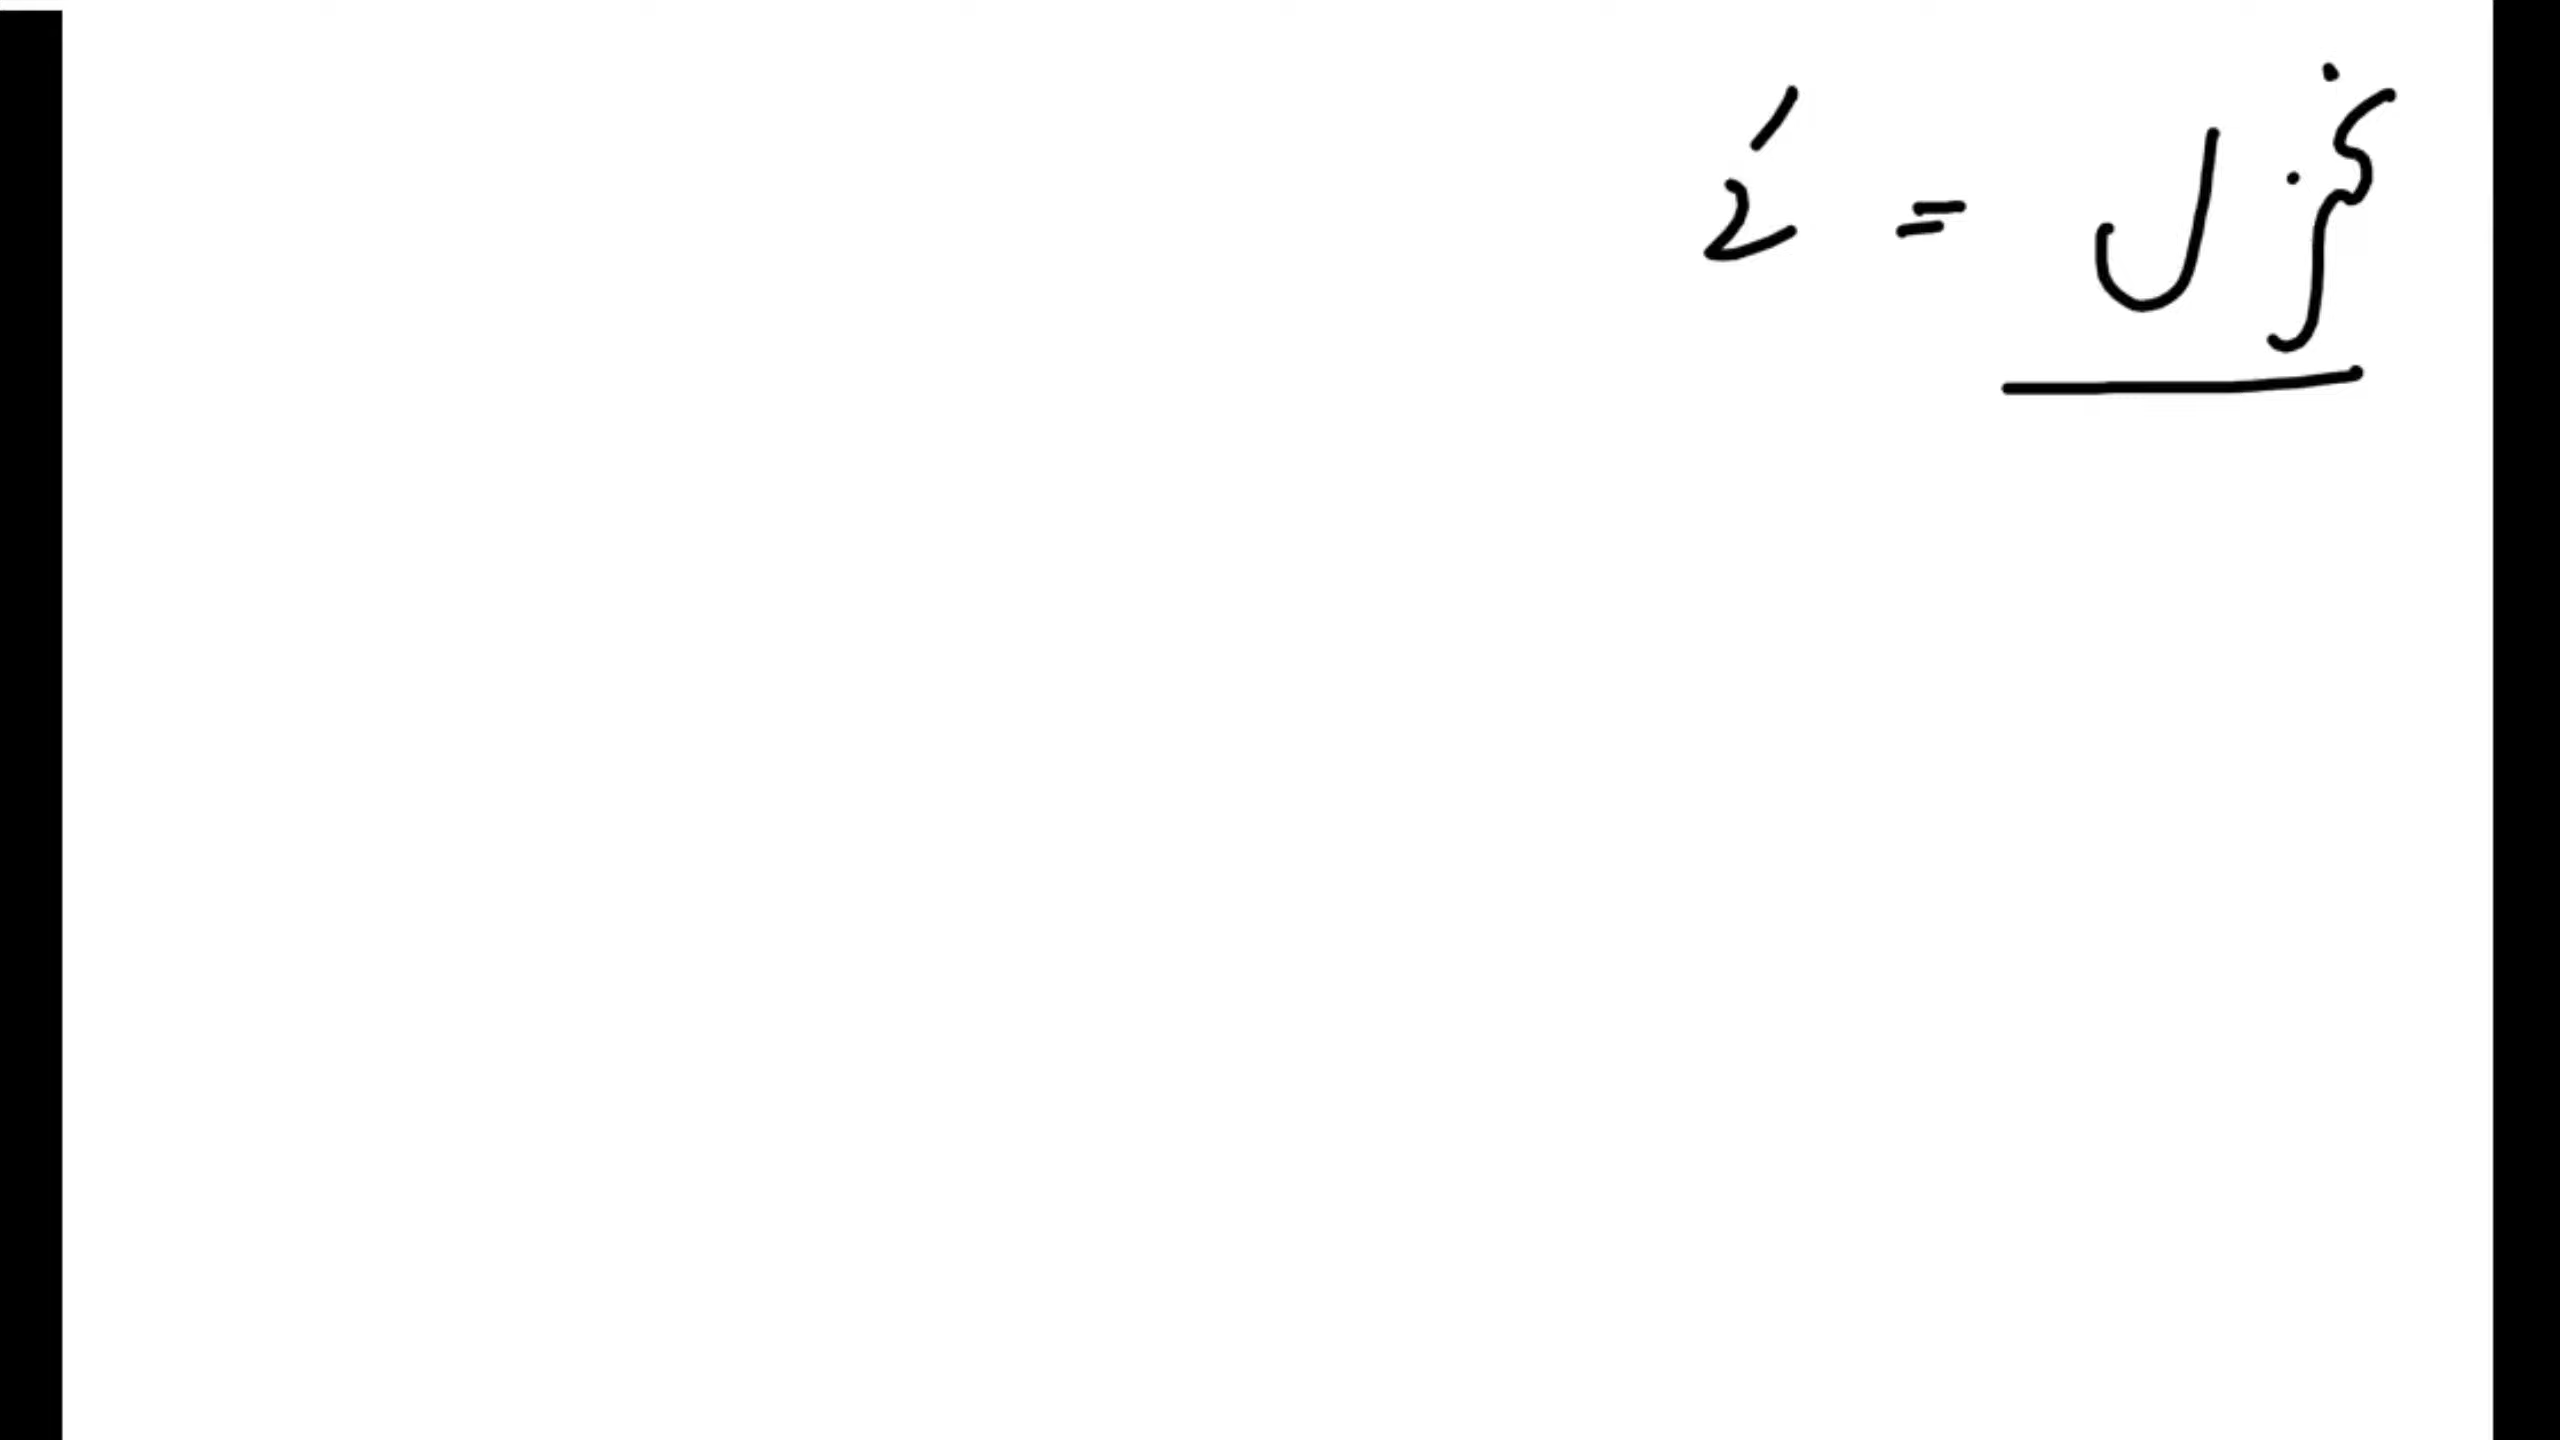 غزل =